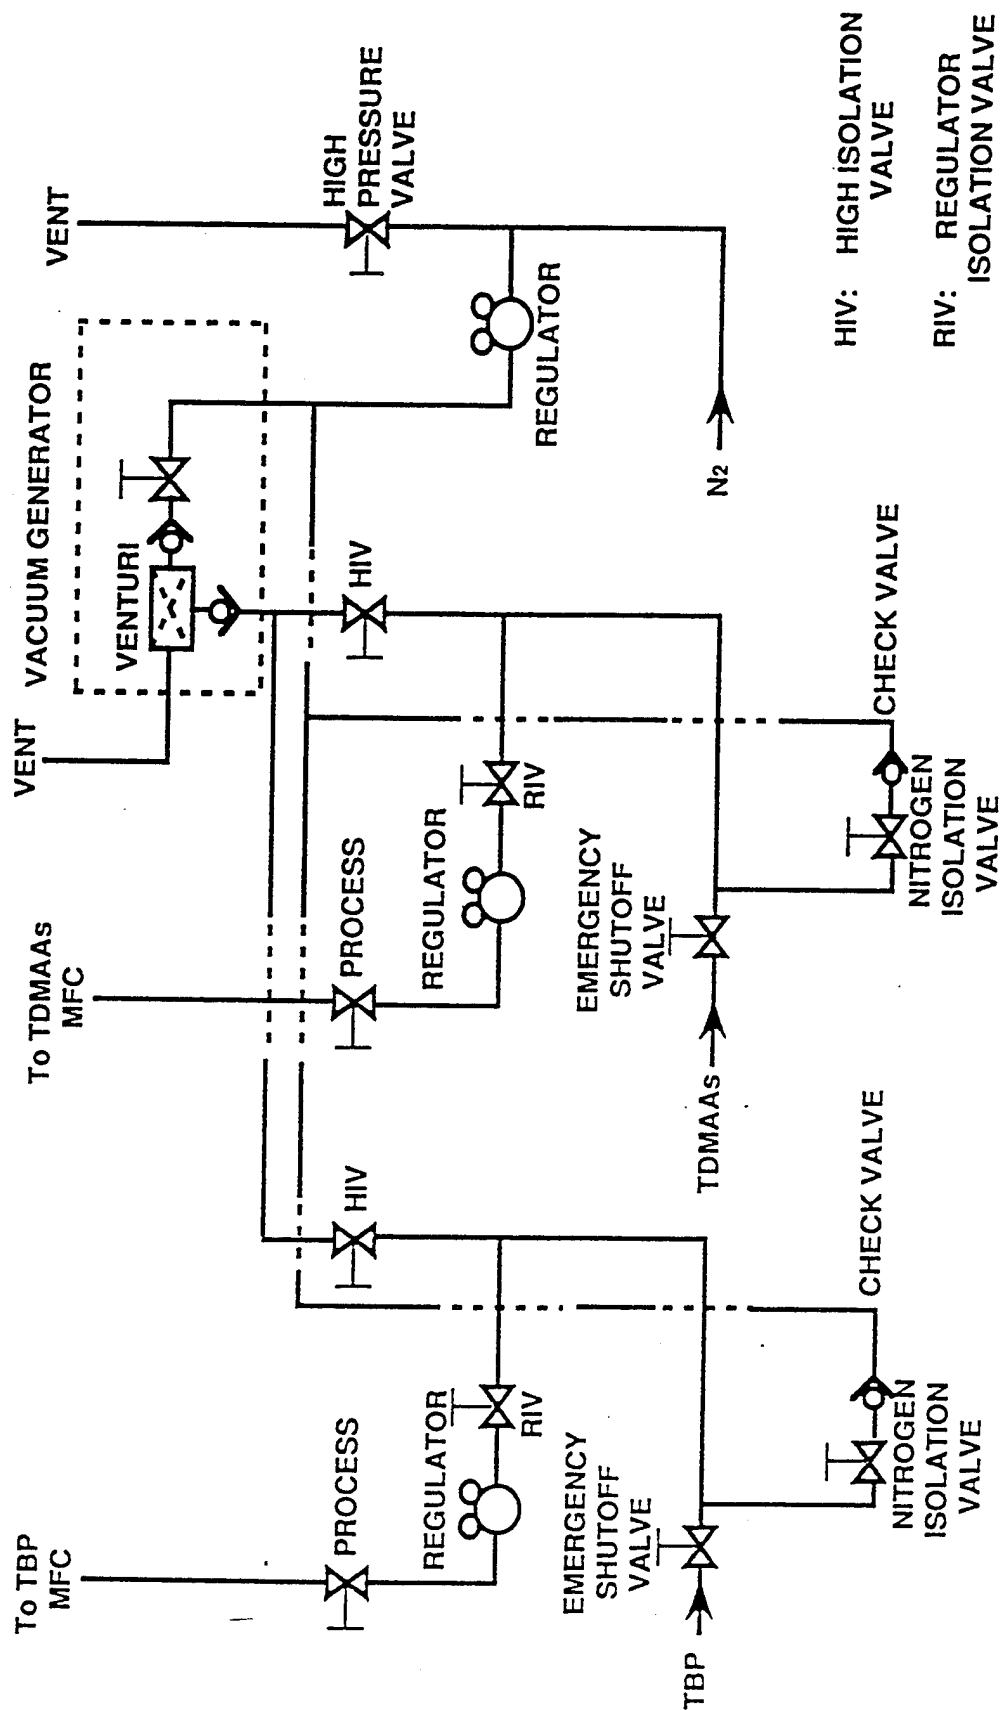 To TBP
MFC
PROCESS
REGULATOR
RIV
HIV
EMERGENCY
SHUTOFF
VALVE
TBP
NITROGEN
ISOLATION
VALVE
CHECK VALVE
To TDMAAs
MFC
PROCESS
REGULATOR
RIV
HIV
EMERGENCY
SHUTOFF
VALVE
TDMAAs
NITROGEN
ISOLATION
VALVE
CHECK VALVE
VENT
VACUUM GENERATOR
VENTURI
VENT
HIGH
PRESSURE
VALVE
REGULATOR
N2
HIV: HIGH ISOLATION
VALVE
RIV: REGULATOR
ISOLATION VALVE